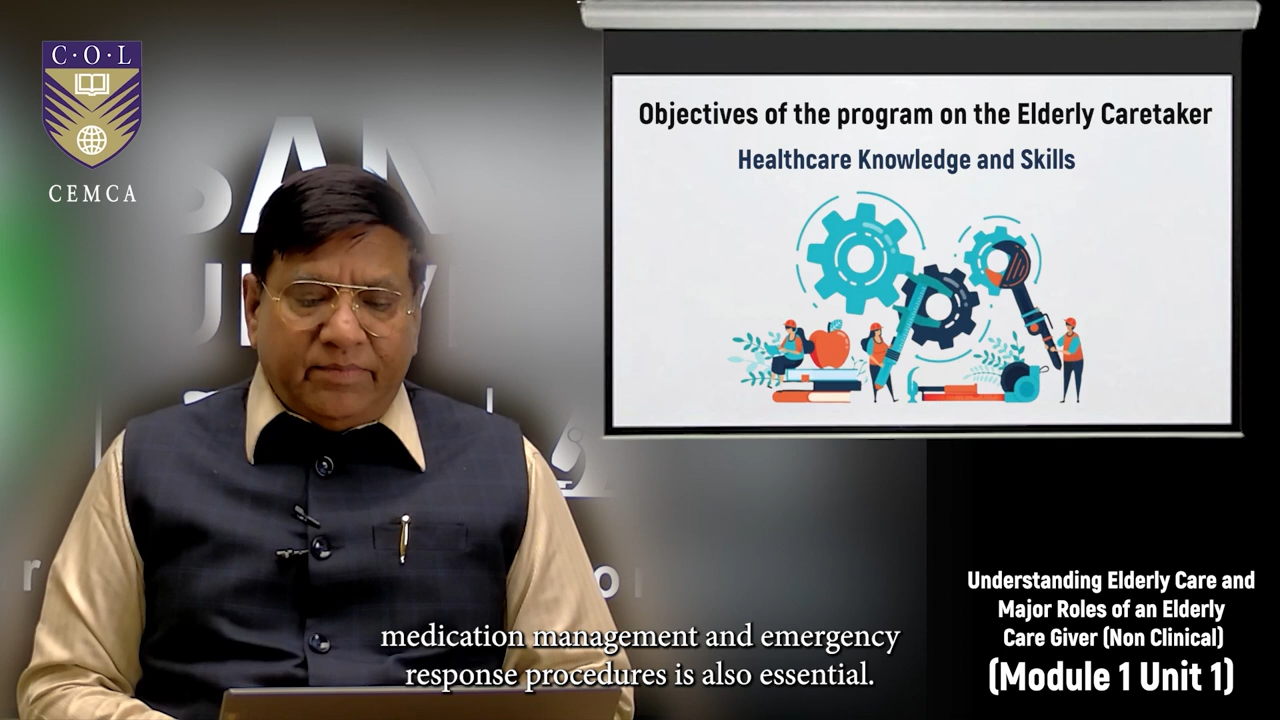 C·O·L
CEMCA
Objectives of the program on the Elderly Caretaker
Healthcare Knowledge and Skills
medication management and emergency
response procedures is also essential.
Understanding Elderly Care and
Major Roles of an Elderly
Care Giver (Non Clinical)
(Module 1 Unit 1)